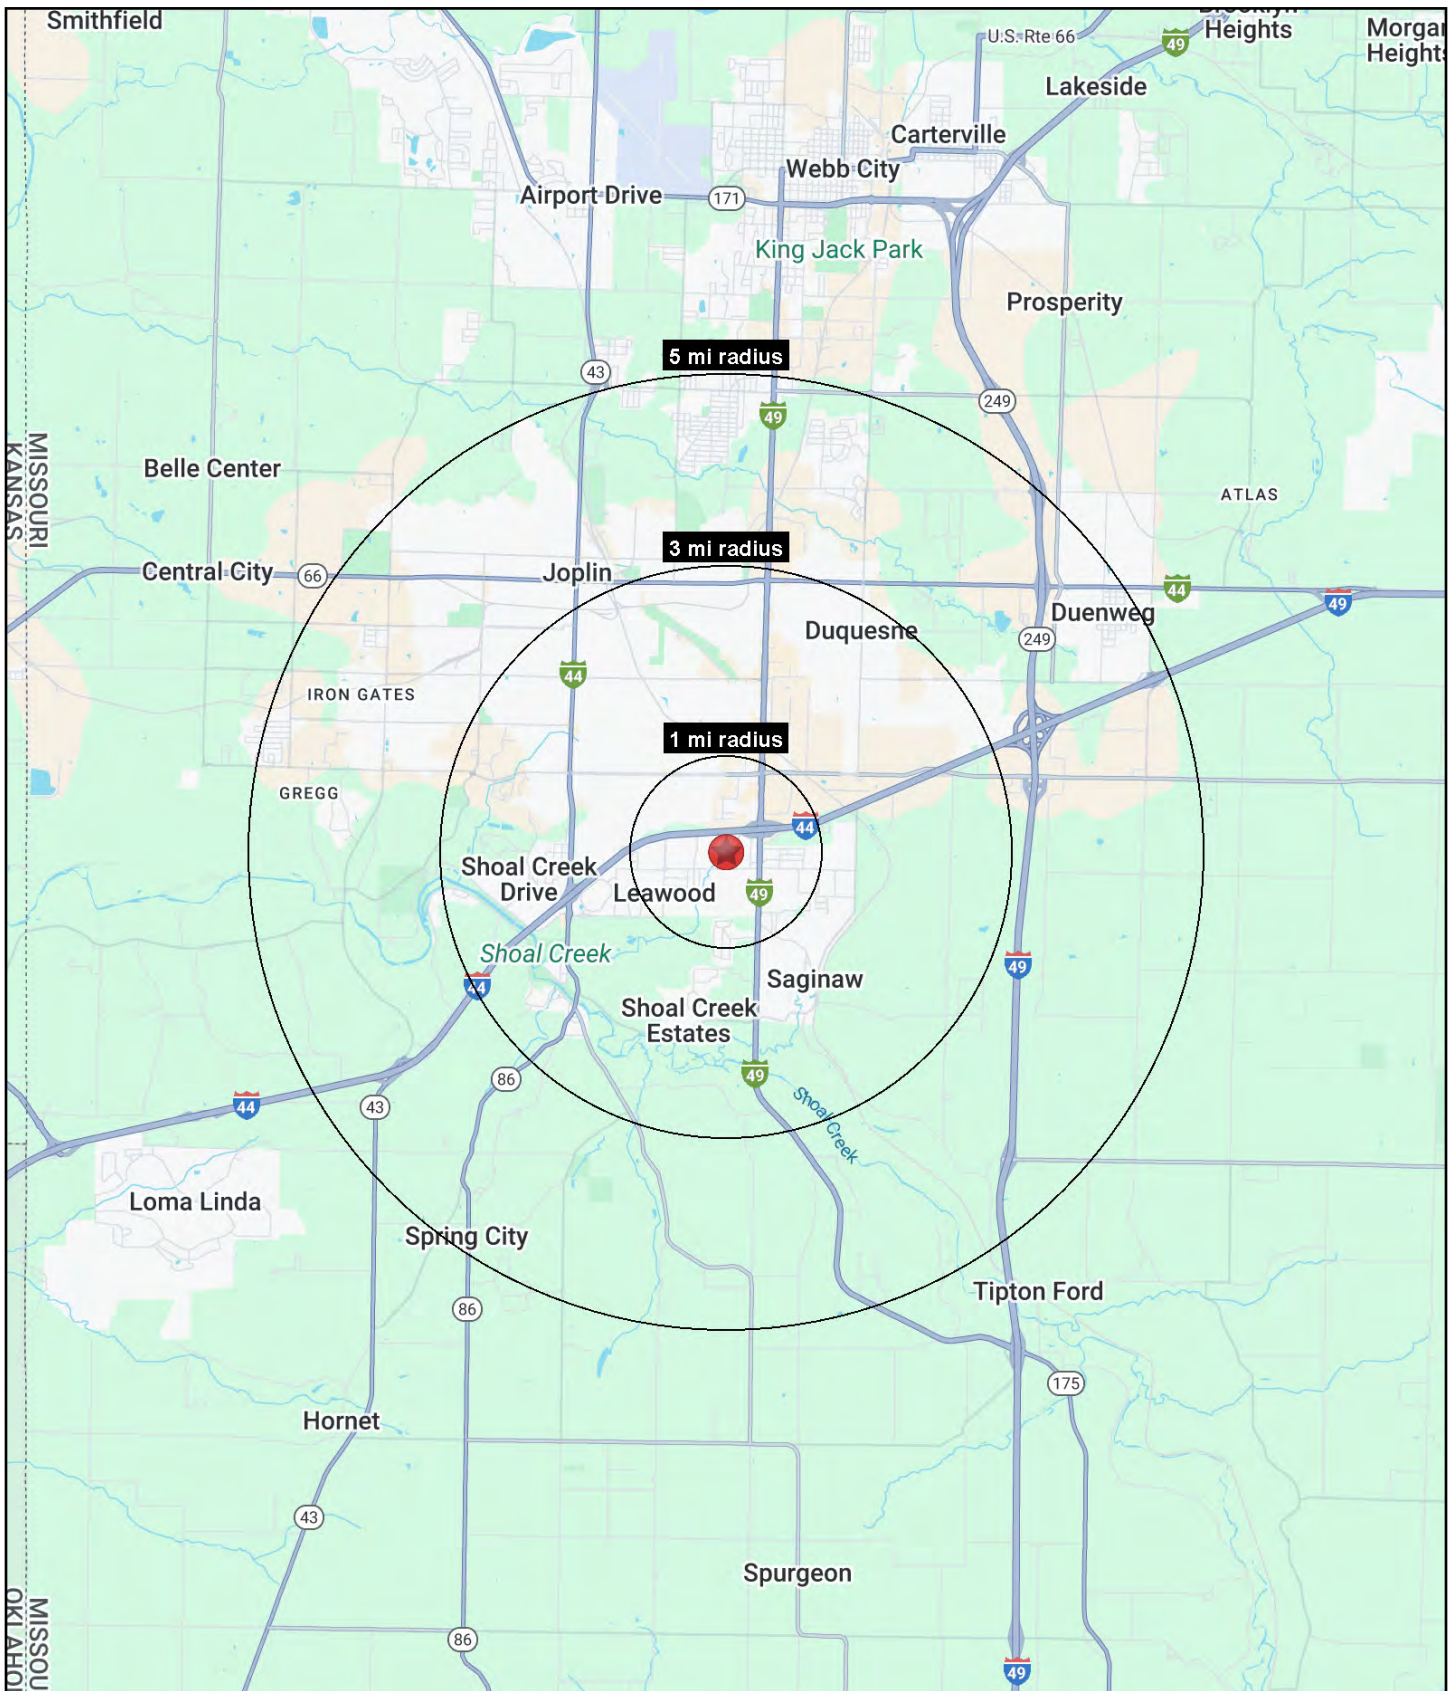 Smithfield
Brooklyn
Heights
Morgan
Heights
U.S. Rte 66
49
Lakeside
Carterville
Webb City
Airport Drive
171
King Jack Park
Prosperity
5 mi radius
43
249
49
MISSOURI
KANSAS
Belle Center
ATLAS
3 mi radius
Central City
66
Joplin
44
49
Duenweg
Duquesne
249
44
IRON GATES
1 mi radius
GREGG
44
Shoal Creek
Drive
Leawood
49
Shoal Creek
44
Saginaw
49
Shoal Creek
Estates
49
86
Shoal Creek
44
43
Loma Linda
Spring City
Tipton Ford
86
175
Hornet
43
Spurgeon
MISSOU
OKLAHO
86
49